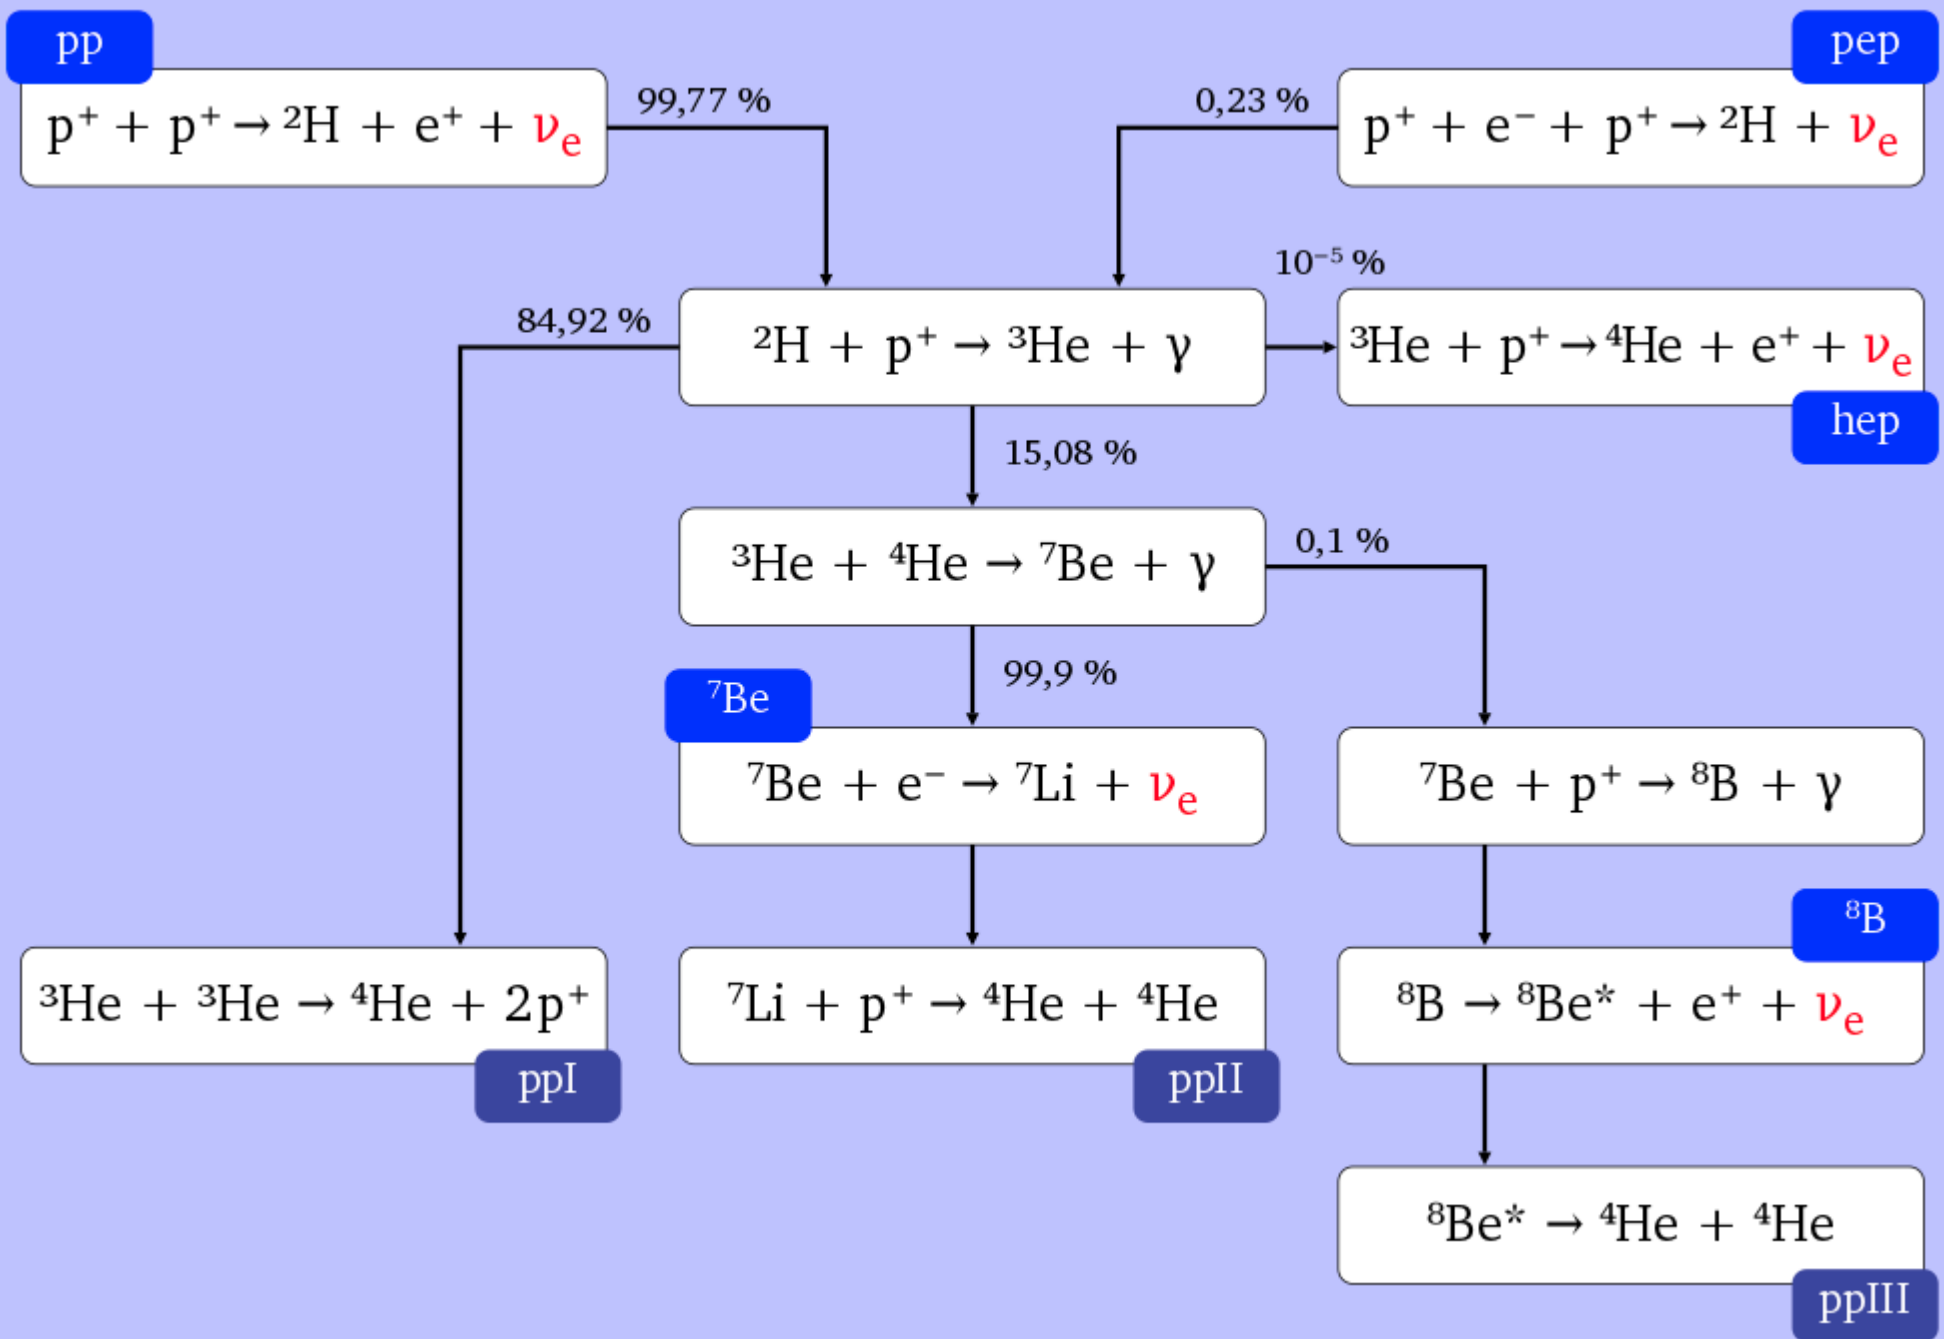 pp
pep
p⁺ + p⁺ → ²H + e⁺ + νₑ
99,77 %
0,23 %
p⁺ + e⁻ + p⁺ → ²H + νₑ
10⁻⁵ %
84,92 %
²H + p⁺ → ³He + γ
³He + p⁺ → ⁴He + e⁺ + νₑ
hep
15,08 %
³He + ⁴He → ⁷Be + γ
0,1 %
99,9 %
⁷Be
⁷Be + e⁻ → ⁷Li + νₑ
⁷Be + p⁺ → ⁸B + γ
⁸B
³He + ³He → ⁴He + 2p⁺
⁷Li + p⁺ → ⁴He + ⁴He
⁸B → ⁸Be* + e⁺ + νₑ
ppI
ppII
⁸Be* → ⁴He + ⁴He
ppIII